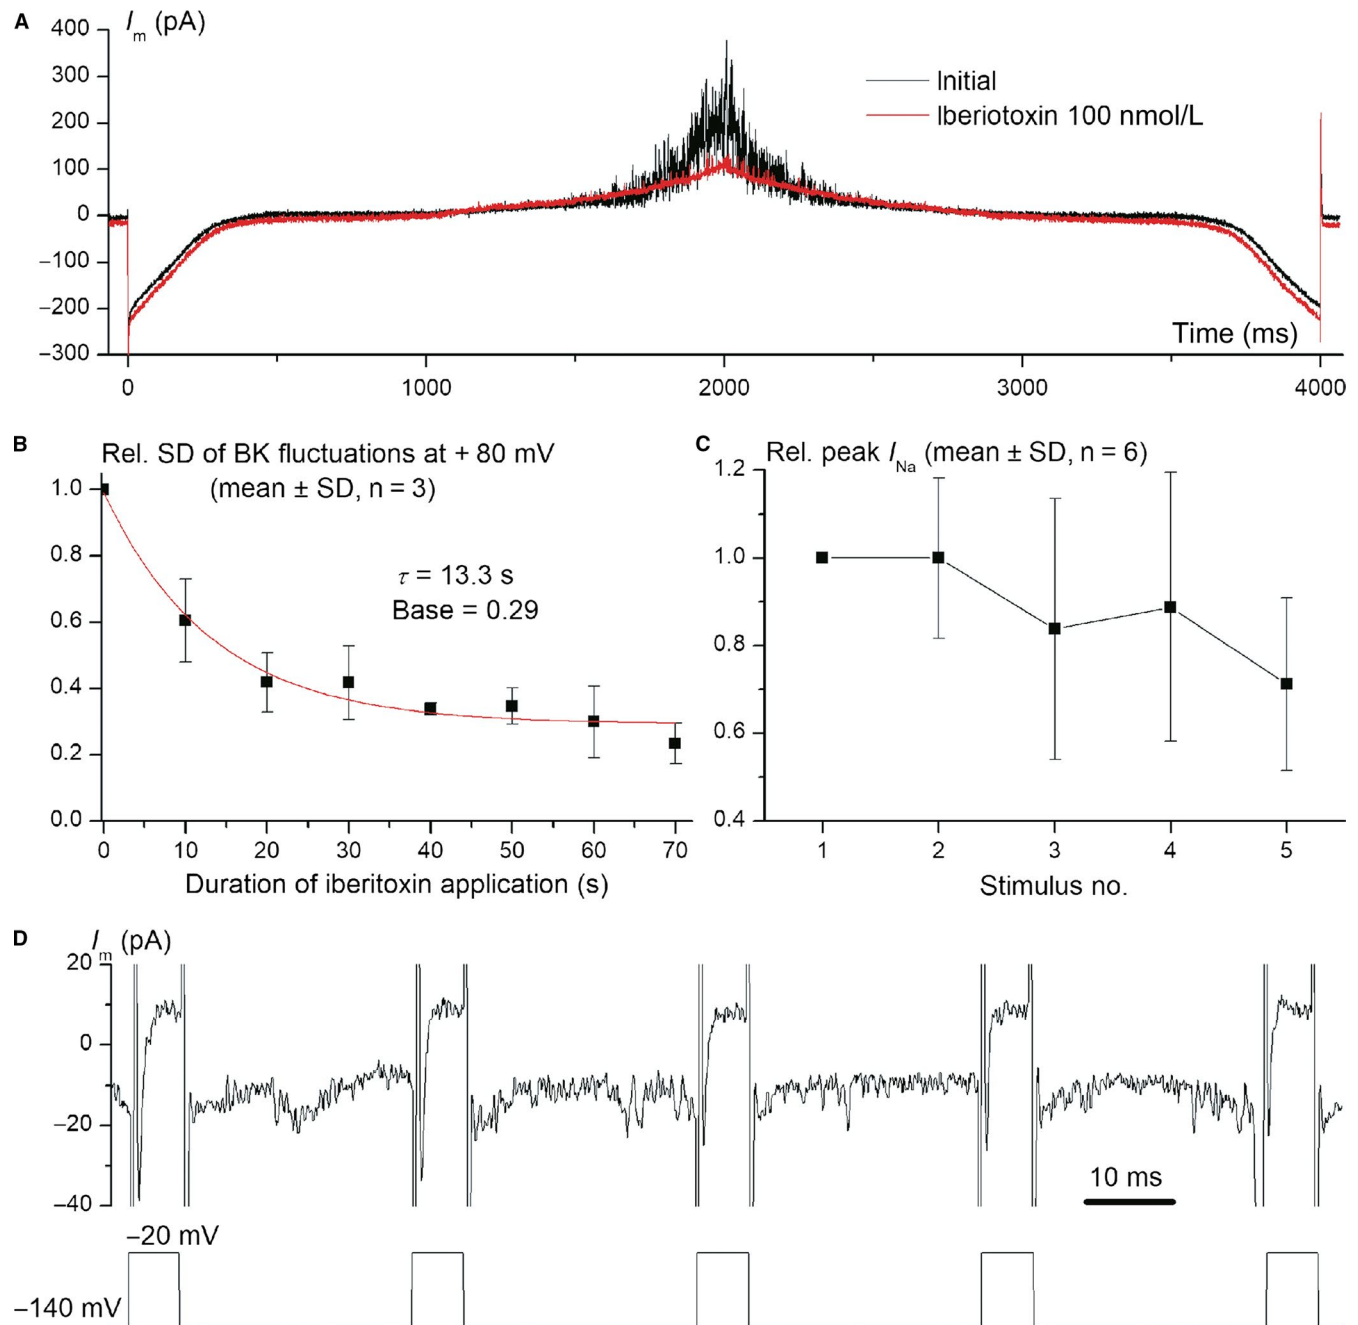 A
Im (pA)
400
300
200
100
0
−100
−200
−300
Initial
Iberiotoxin 100 nmol/L
Time (ms)
0 1000 2000 3000 4000
B
Rel. SD of BK fluctuations at + 80 mV
(mean ± SD, n = 3)
1.0
0.8
0.6
0.4
0.2
0.0
τ = 13.3 s
Base = 0.29
0 10 20 30 40 50 60 70
Duration of iberitoxin application (s)
C
Rel. peak INa (mean ± SD, n = 6)
1.2
1.0
0.8
0.6
0.4
1 2 3 4 5
Stimulus no.
D
Im (pA)
20
0
−20
−40
10 ms
−20 mV
−140 mV